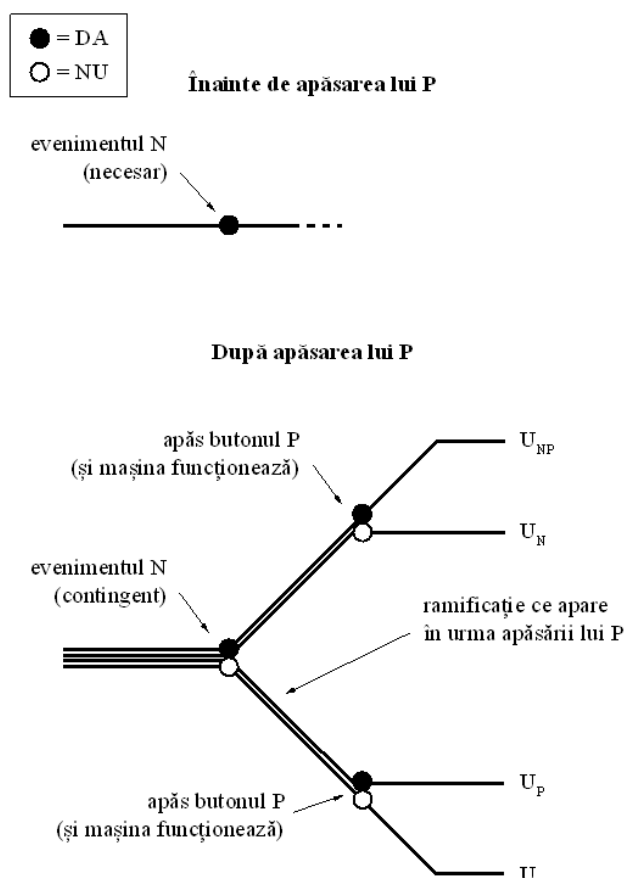 = DA
= NU
Înainte de apăsarea lui P
evenimentul N
(necesar)
După apăsarea lui P
apăs butonul P
(și mașina funcționează)
U_NP
U_N
evenimentul N
(contingent)
ramificație ce apare
în urma apăsării lui P
U_P
apăs butonul P
(și mașina funcționează)
U